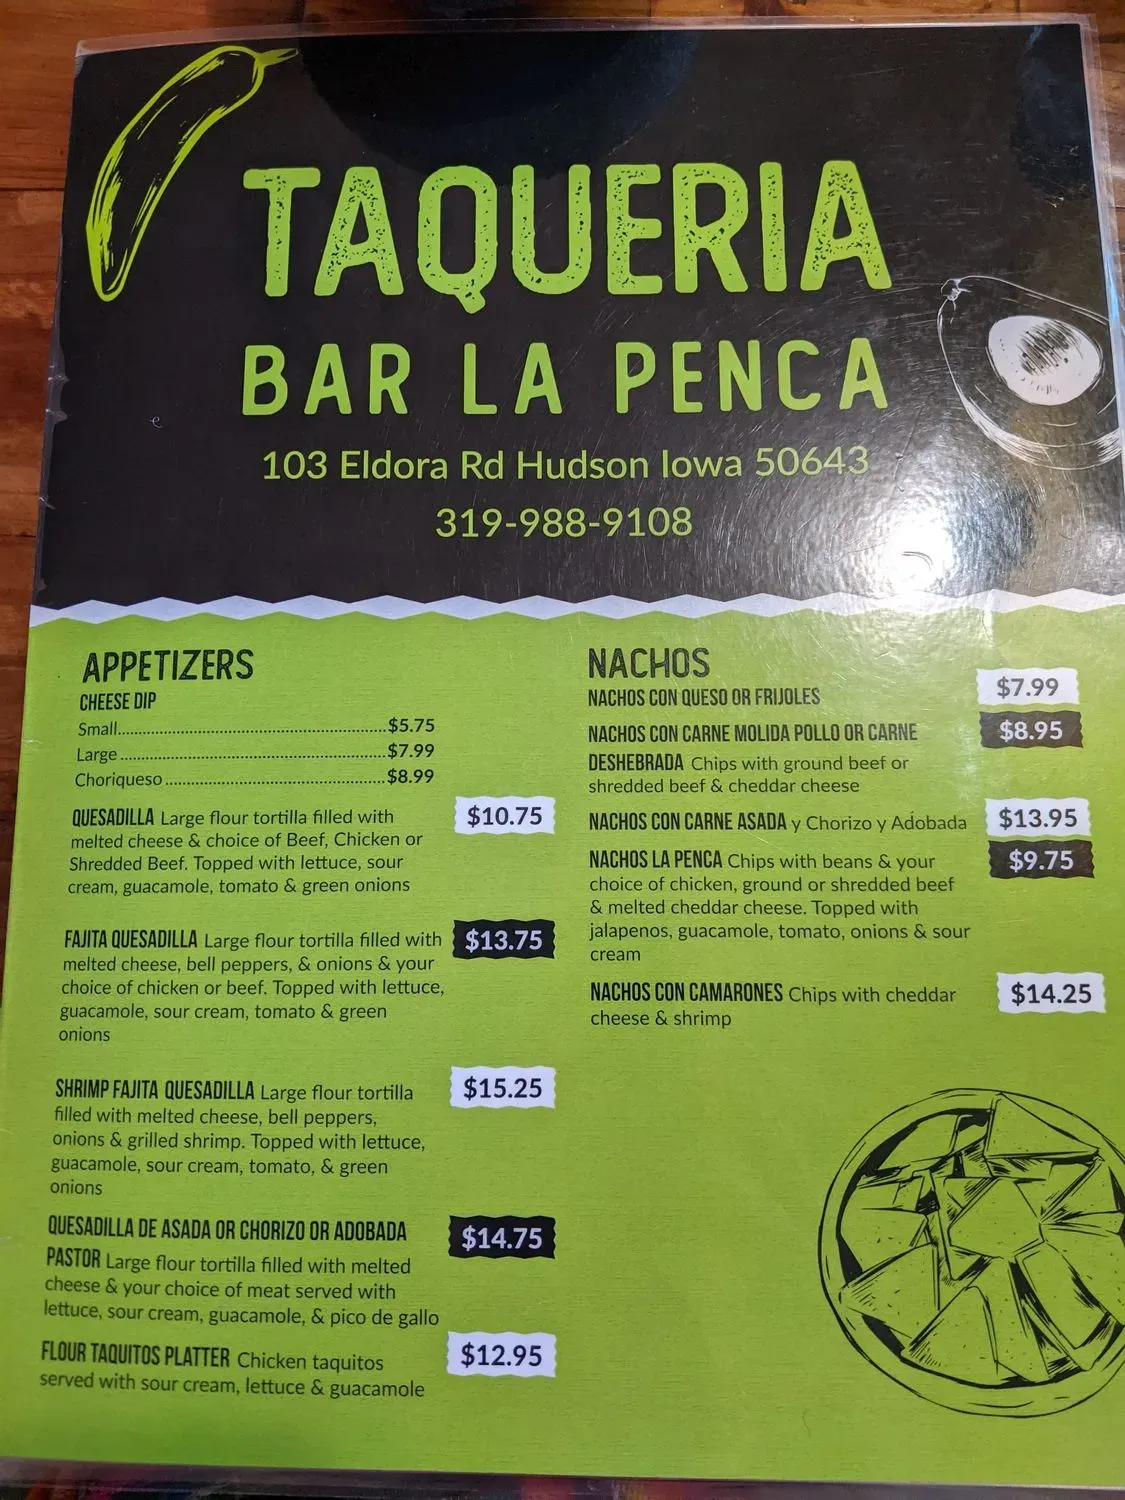 TAQUERIA
BAR LA PENCA
103 Eldora Rd Hudson Iowa 50643
319-988-9108
APPETIZERS
CHEESE DIP
Small $5.75
Large $7.99
Choriqueso $8.99
QUESADILLA Large flour tortilla filled with $10.75
melted cheese & choice of Beef, Chicken or
Shredded Beef. Topped with lettuce, sour
cream, guacamole, tomato & green onions
FAJITA QUESADILLA Large flour tortilla filled with $13.75
melted cheese, bell peppers, & onions & your
choice of chicken or beef. Topped with lettuce,
guacamole, sour cream, tomato & green
onions
SHRIMP FAJITA QUESADILLA Large flour tortilla $15.25
filled with melted cheese, bell peppers,
onions & grilled shrimp. Topped with lettuce,
guacamole, sour cream, tomato, & green
onions
QUESADILLA DE ASADA OR CHORIZO OR ADOBADA $14.75
PASTOR Large flour tortilla filled with melted
cheese & your choice of meat served with
lettuce, sour cream, guacamole, & pico de gallo
FLOUR TAQUITOS PLATTER Chicken taquitos $12.95
served with sour cream, lettuce & guacamole
NACHOS
NACHOS CON QUESO OR FRIJOLES $7.99
NACHOS CON CARNE MOLIDA POLLO OR CARNE $8.95
DESHEBRADA Chips with ground beef or
shredded beef & cheddar cheese
NACHOS CON CARNE ASADA y Chorizo y Adobada $13.95
NACHOS LA PENCA Chips with beans & your $9.75
choice of chicken, ground or shredded beef
& melted cheddar cheese. Topped with
jalapenos, guacamole, tomato, onions & sour
cream
NACHOS CON CAMARONES Chips with cheddar $14.25
cheese & shrimp